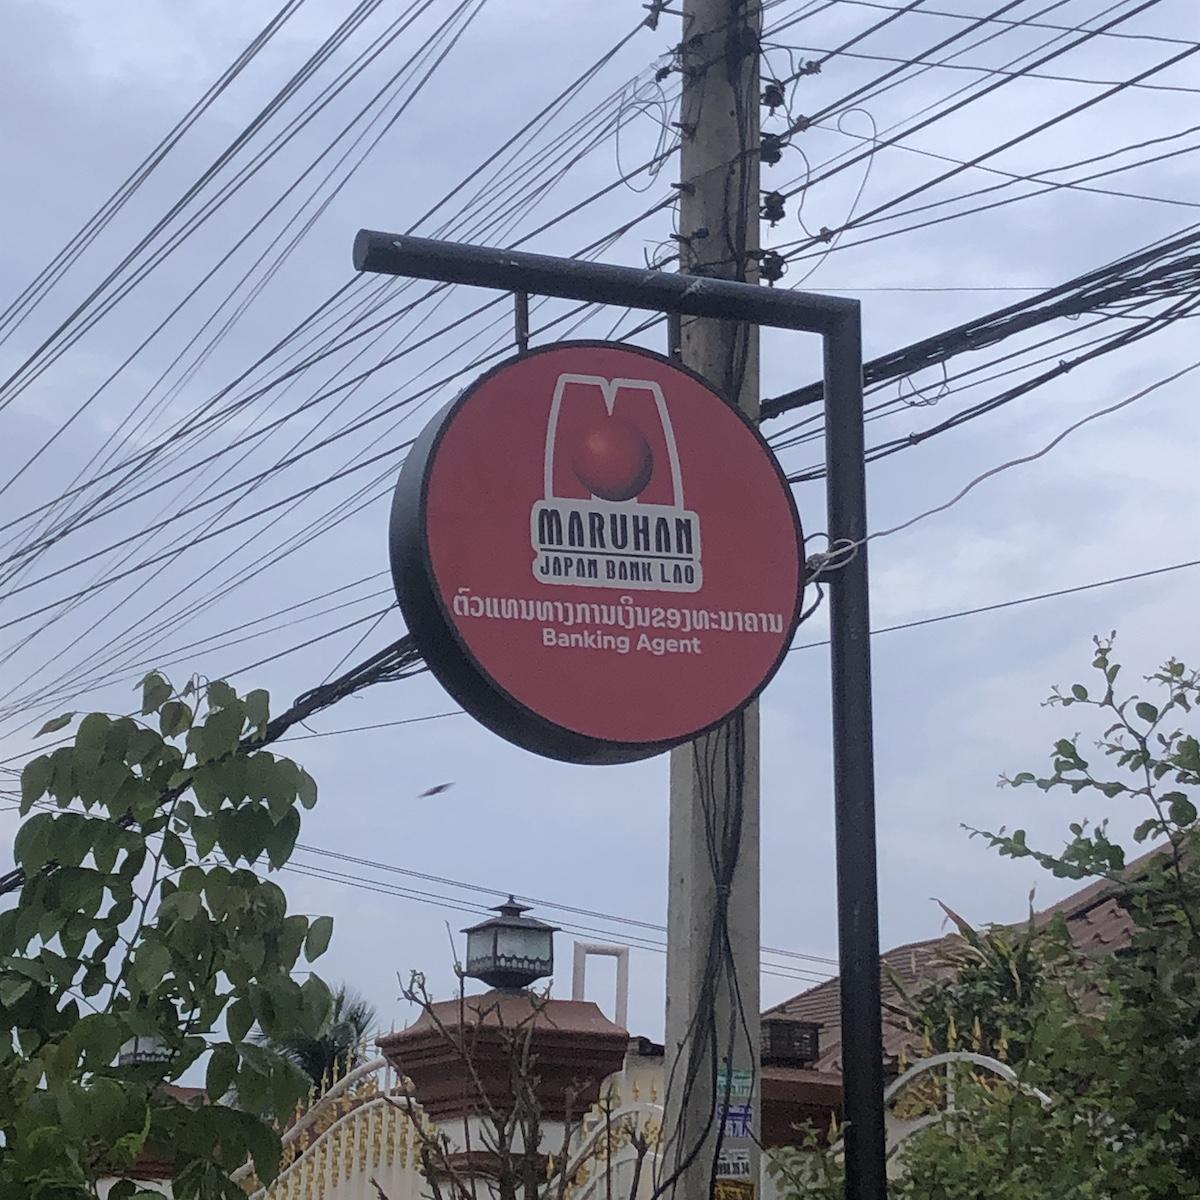 MARUHAN
JAPAN BANK LAO
ຕົວແທນທາງການເງິນຂອງທະນາຄານ
Banking Agent